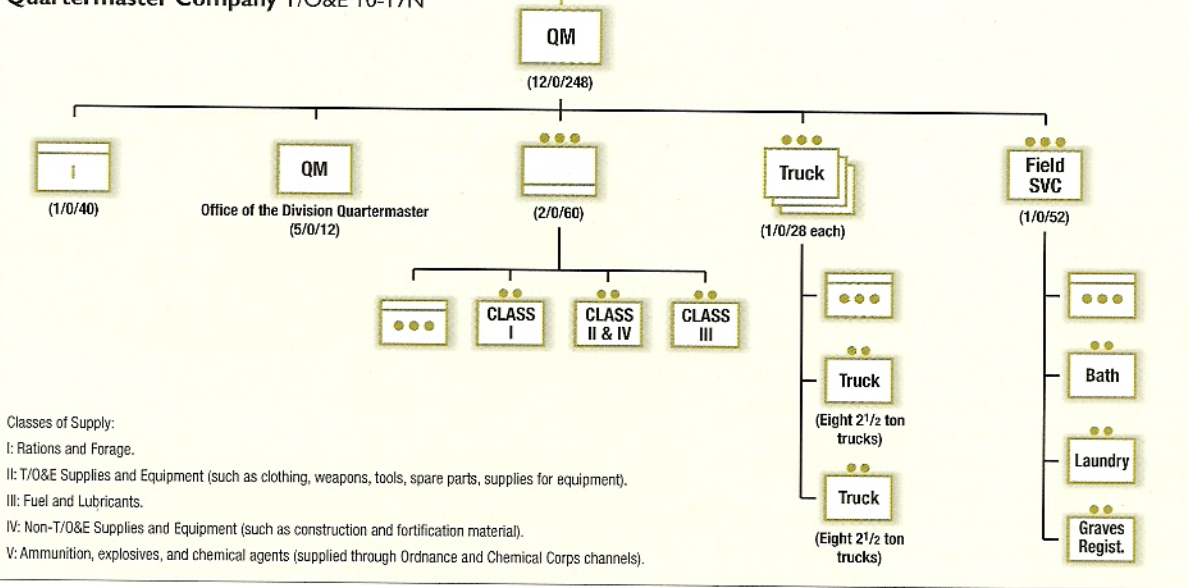 Quartermaster Company T/O&E 10-17N
QM
(12/0/248)
I
(1/0/40)
QM
Office of the Division Quartermaster
(5/0/12)
(2/0/60)
Truck
(1/0/28 each)
Field
SVC
(1/0/52)
CLASS
I
CLASS
II & IV
CLASS
III
Truck
(Eight 2 1/2 ton
trucks)
Truck
(Eight 2 1/2 ton
trucks)
Bath
Laundry
Graves
Regist.
Classes of Supply:
I: Rations and Forage.
II: T/O&E Supplies and Equipment (such as clothing, weapons, tools, spare parts, supplies for equipment).
III: Fuel and Lubricants.
IV: Non-T/O&E Supplies and Equipment (such as construction and fortification material).
V: Ammunition, explosives, and chemical agents (supplied through Ordnance and Chemical Corps channels).